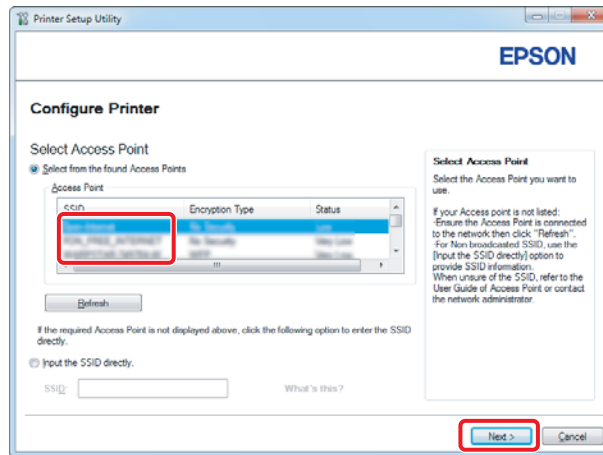 Printer Setup Utility
EPSON
Configure Printer
Select Access Point
Select from the found Access Points
Access Point
SSID Encryption Type Status
Refresh
If the required Access Point is not displayed above, click the following option to enter the SSID
directly.
Input the SSID directly.
SSID:
What's this?
Select Access Point
Select the Access Point you want to
use.
If your Access point is not listed:
·Ensure the Access Point is connected
to the network then click "Refresh".
·For Non broadcasted SSID, use the
[Input the SSID directly] option to
provide SSID information.
When unsure of the SSID, refer to the
User Guide of Access Point or contact
the network administrator.
Next >
Cancel